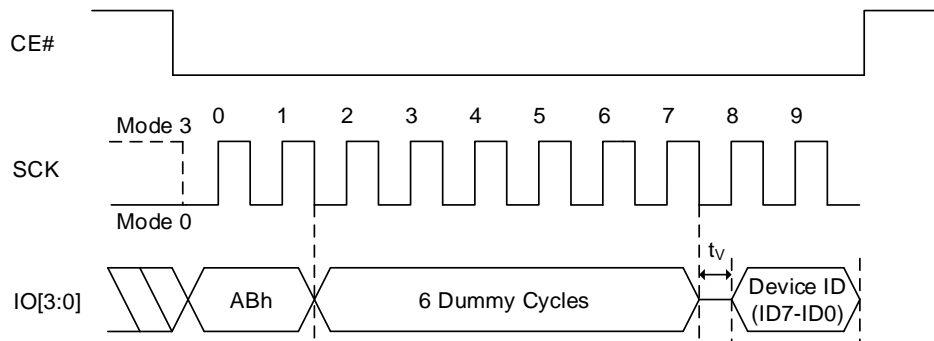 CE#
Mode 3
0 1 2 3 4 5 6 7 8 9
SCK
Mode 0
tV
IO[3:0]
ABh
6 Dummy Cycles
Device ID
(ID7-ID0)